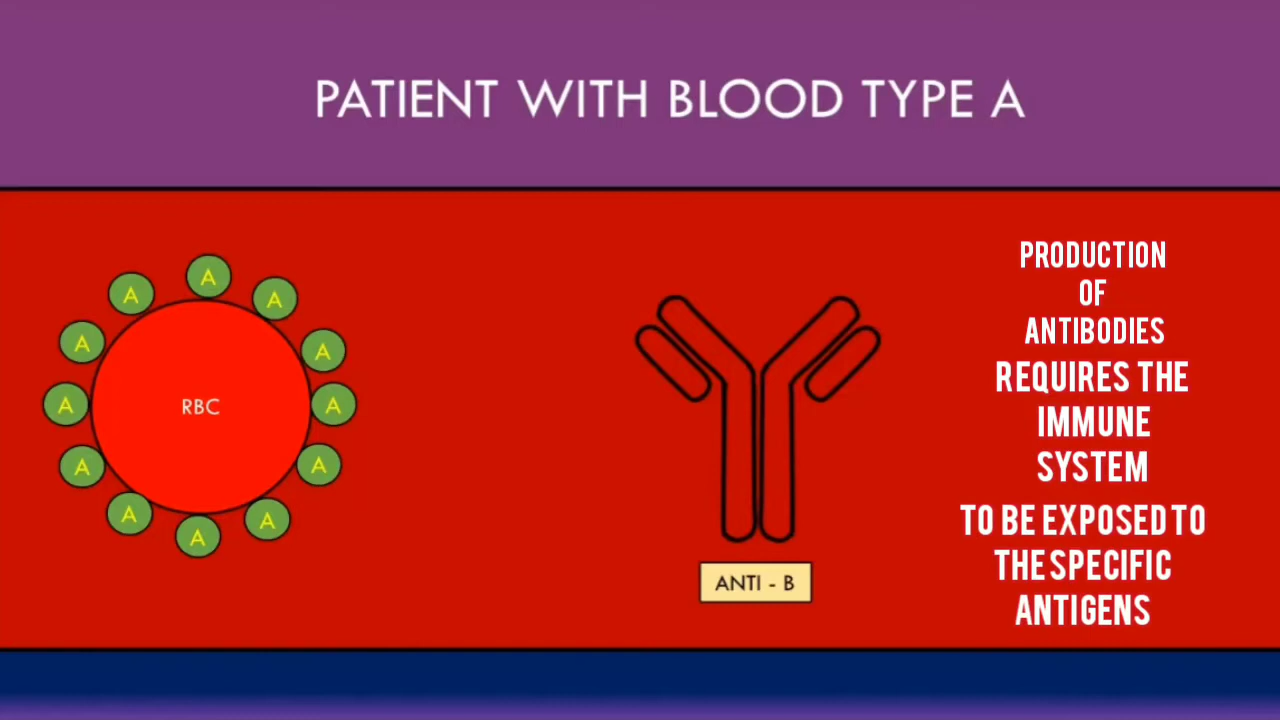 PATIENT WITH BLOOD TYPE A
A
A
A
A
A
A
A
A
A
A
A
A
RBC
ANTI - B
PRODUCTION
OF
ANTIBODIES
REQUIRES THE
IMMUNE
SYSTEM
TO BE EXPOSED TO
THE SPECIFIC
ANTIGENS